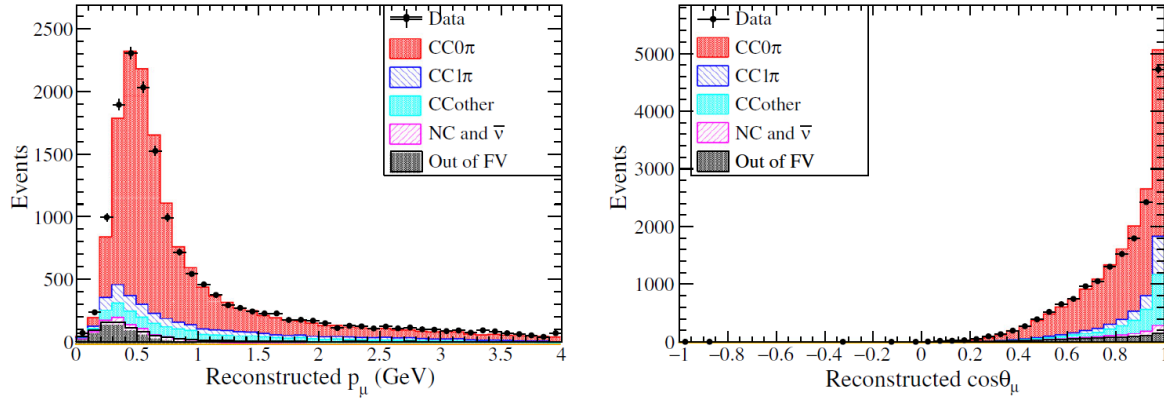 Data
CC0π
CC1π
CCother
NC and ν̅
Out of FV
Events
2500
2000
1500
1000
500
0
0 0.5 1 1.5 2 2.5 3 3.5 4
Reconstructed pμ (GeV)
Data
CC0π
CC1π
CCother
NC and ν̅
Out of FV
Events
5000
4000
3000
2000
1000
0
−1 −0.8 −0.6 −0.4 −0.2 0 0.2 0.4 0.6 0.8 1
Reconstructed cosθμ